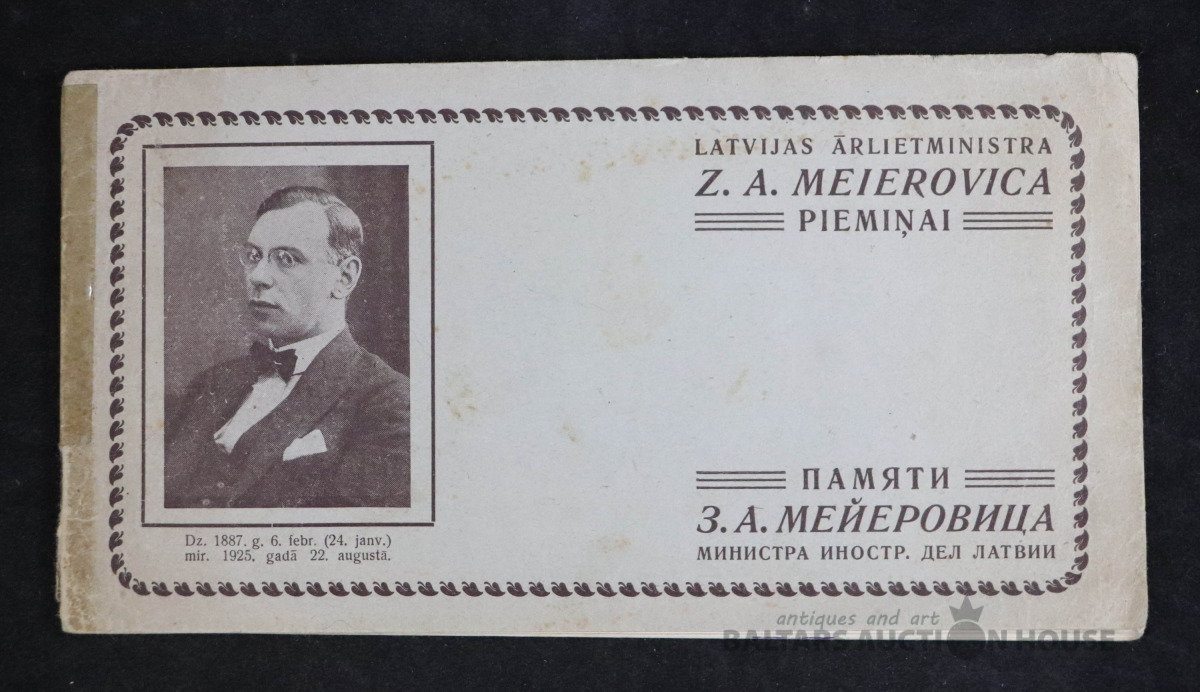 LATVIJAS ĀRLIETMINISTRA
Z. A. MEIEROVICA
PIEMIŅAI
ПАМЯТИ
З. А. МЕЙЕРОВИЦА
МИНИСТРА ИНОСТР. ДЕЛ ЛАТВИИ
Dz. 1887. g. 6. febr. (24. janv.)
mir. 1925. gadā 22. augustā.
antiques and art
BALTARS AUCTION HOUSE